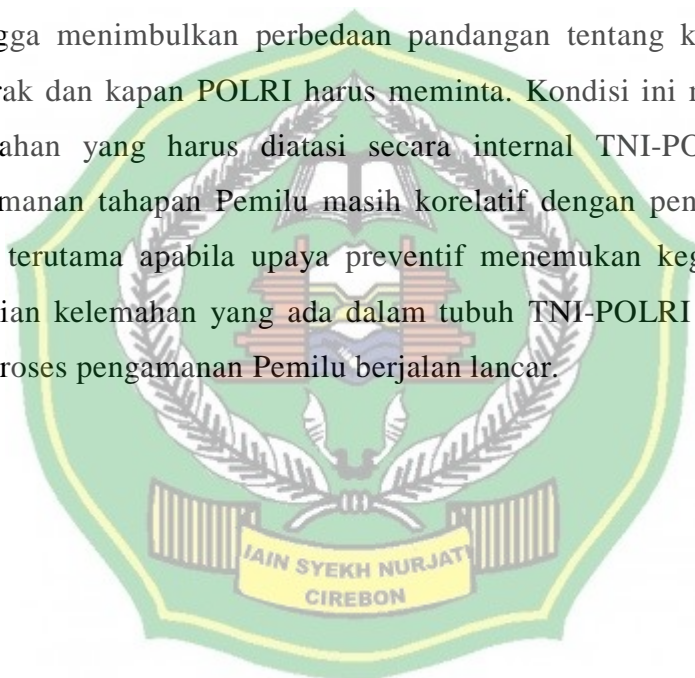 gga menimbulkan perbedaan pandangan tentang k
rak dan kapan POLRI harus meminta. Kondisi ini
ahan yang harus diatasi secara internal TNI-PO
manan tahapan Pemilu masih korelatif dengan pen
terutama apabila upaya preventif menemukan keg
ian kelemahan yang ada dalam tubuh TNI-POLRI
roses pengamanan Pemilu berjalan lancar.
IAIN SYEKH NURJATI
CIREBON